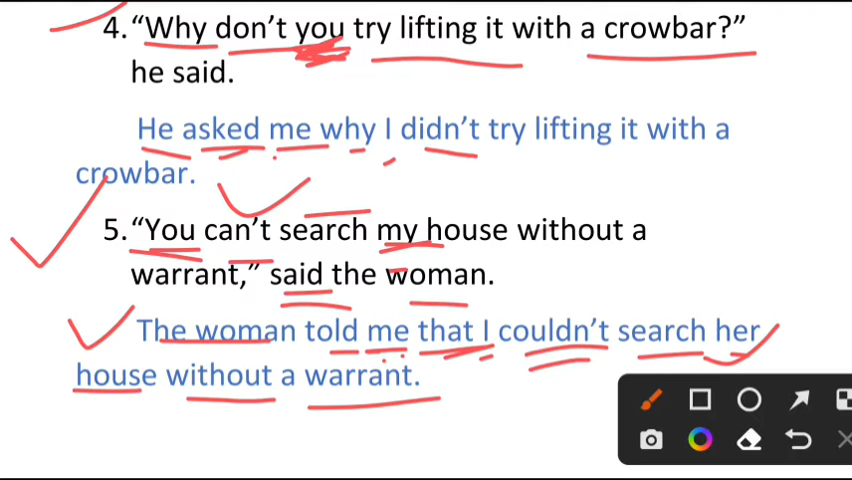 4. “Why don’t you try lifting it with a crowbar?”
he said.
He asked me why I didn’t try lifting it with a
crowbar.
5. “You can’t search my house without a
warrant,” said the woman.
The woman told me that I couldn’t search her
house without a warrant.